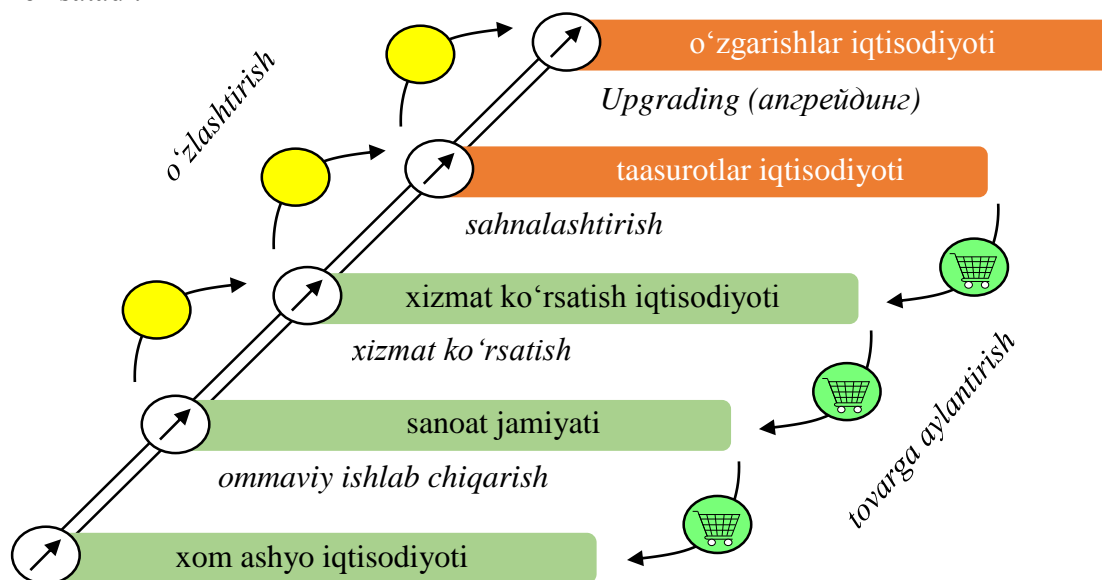 o‘zgarishlar iqtisodiyoti
Upgrading (апгрейдинг)
o‘zlashtirish
taasurotlar iqtisodiyoti
sahnalashtirish
xizmat ko‘rsatish iqtisodiyoti
xizmat ko‘rsatish
tovarga aylantirish
sanoat jamiyati
ommaviy ishlab chiqarish
xom ashyo iqtisodiyoti